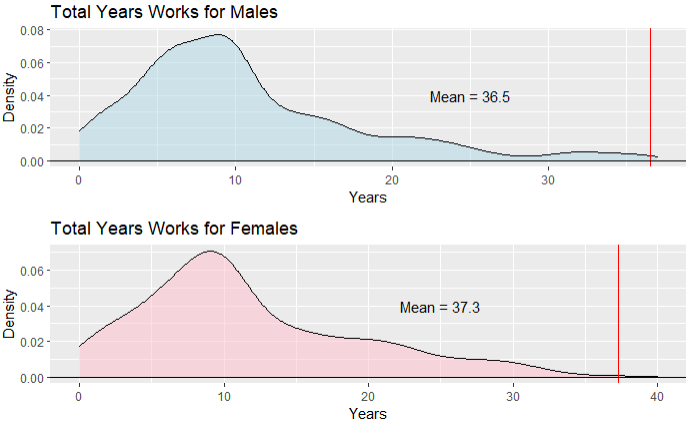 Total Years Works for Males
0.08
0.06
0.04
0.02
0.00
Density
Mean = 36.5
0 10 20 30
Years
Total Years Works for Females
0.06
0.04
0.02
0.00
Density
Mean = 37.3
0 10 20 30 40
Years